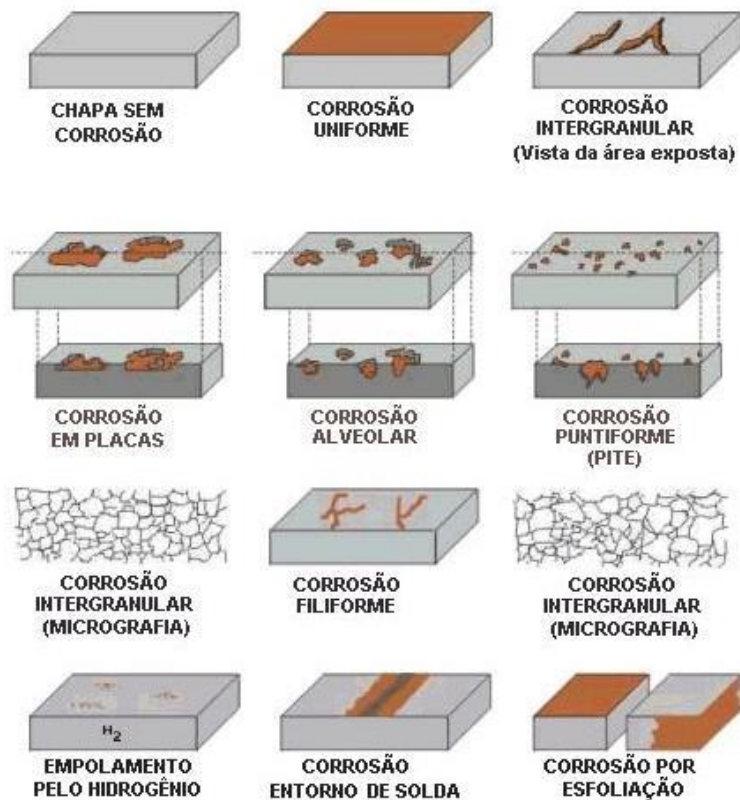 CHAPA SEM
CORROSÃO
CORROSÃO
UNIFORME
CORROSÃO
INTERGRANULAR
(Vista da área exposta)
CORROSÃO
EM PLACAS
CORROSÃO
ALVEOLAR
CORROSÃO
PUNTIFORME
(PITE)
CORROSÃO
INTERGRANULAR
(MICROGRAFIA)
CORROSÃO
FILIFORME
CORROSÃO
INTERGRANULAR
(MICROGRAFIA)
H2
EMPOLAMENTO
PELO HIDROGÊNIO
CORROSÃO
ENTORNO DE SOLDA
CORROSÃO POR
ESFOLIAÇÃO